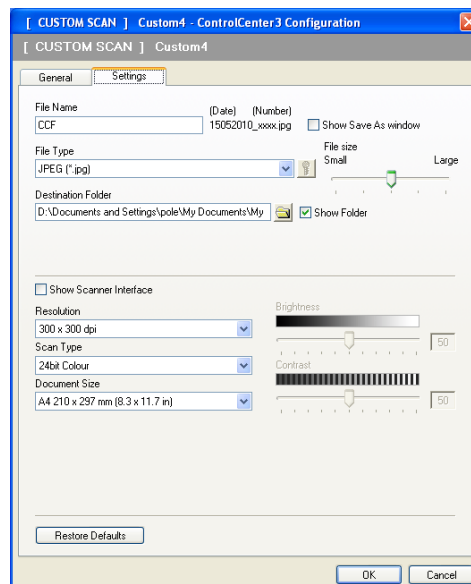 [ CUSTOM SCAN ] Custom4 - ControlCenter3 Configuration
[ CUSTOM SCAN ] Custom4
General Settings
File Name (Date) (Number)
CCF 15052010_xxxx.jpg Show Save As window
File Type File size
Small Large
JPEG (*.jpg)
Destination Folder
D:\Documents and Settings\pole\My Documents\My Show Folder
Show Scanner Interface
Resolution Brightness
300 x 300 dpi 50
Scan Type
24bit Colour Contrast
Document Size
A4 210 x 297 mm (8.3 x 11.7 in) 50
Restore Defaults
OK Cancel